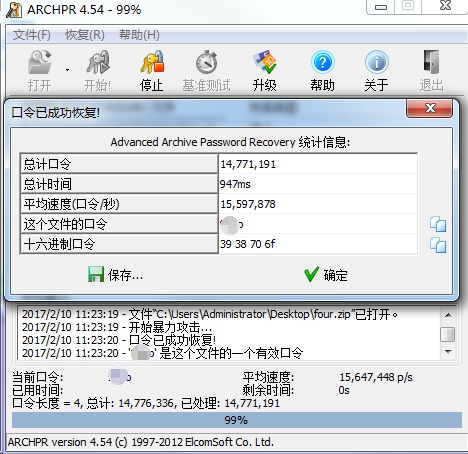 ARCHPR 4.54 - 99%
文件(F) 恢复(R) 帮助(H)
打开 开始! 停止 基准测试 升级 帮助 关于 退出
口令已成功恢复!
Advanced Archive Password Recovery 统计信息:
总计口令 14,771,191
总计时间 947ms
平均速度(口令/秒) 15,597,878
这个文件的口令
十六进制口令 39 38 70 6f
保存... 确定
2017/2/10 11:23:19 - 文件"C:\Users\Administrator\Desktop\four.zip"已打开。
2017/2/10 11:23:19 - 开始暴力攻击...
2017/2/10 11:23:20 - 口令已成功恢复!
2017/2/10 11:23:20 - ' ' 是这个文件的一个有效口令
当前口令: 平均速度: 15,647,448 p/s
已用时间: 剩余时间: 0s
口令长度 = 4, 总计: 14,776,336, 已处理: 14,771,191
99%
ARCHPR version 4.54 (c) 1997-2012 ElcomSoft Co. Ltd.